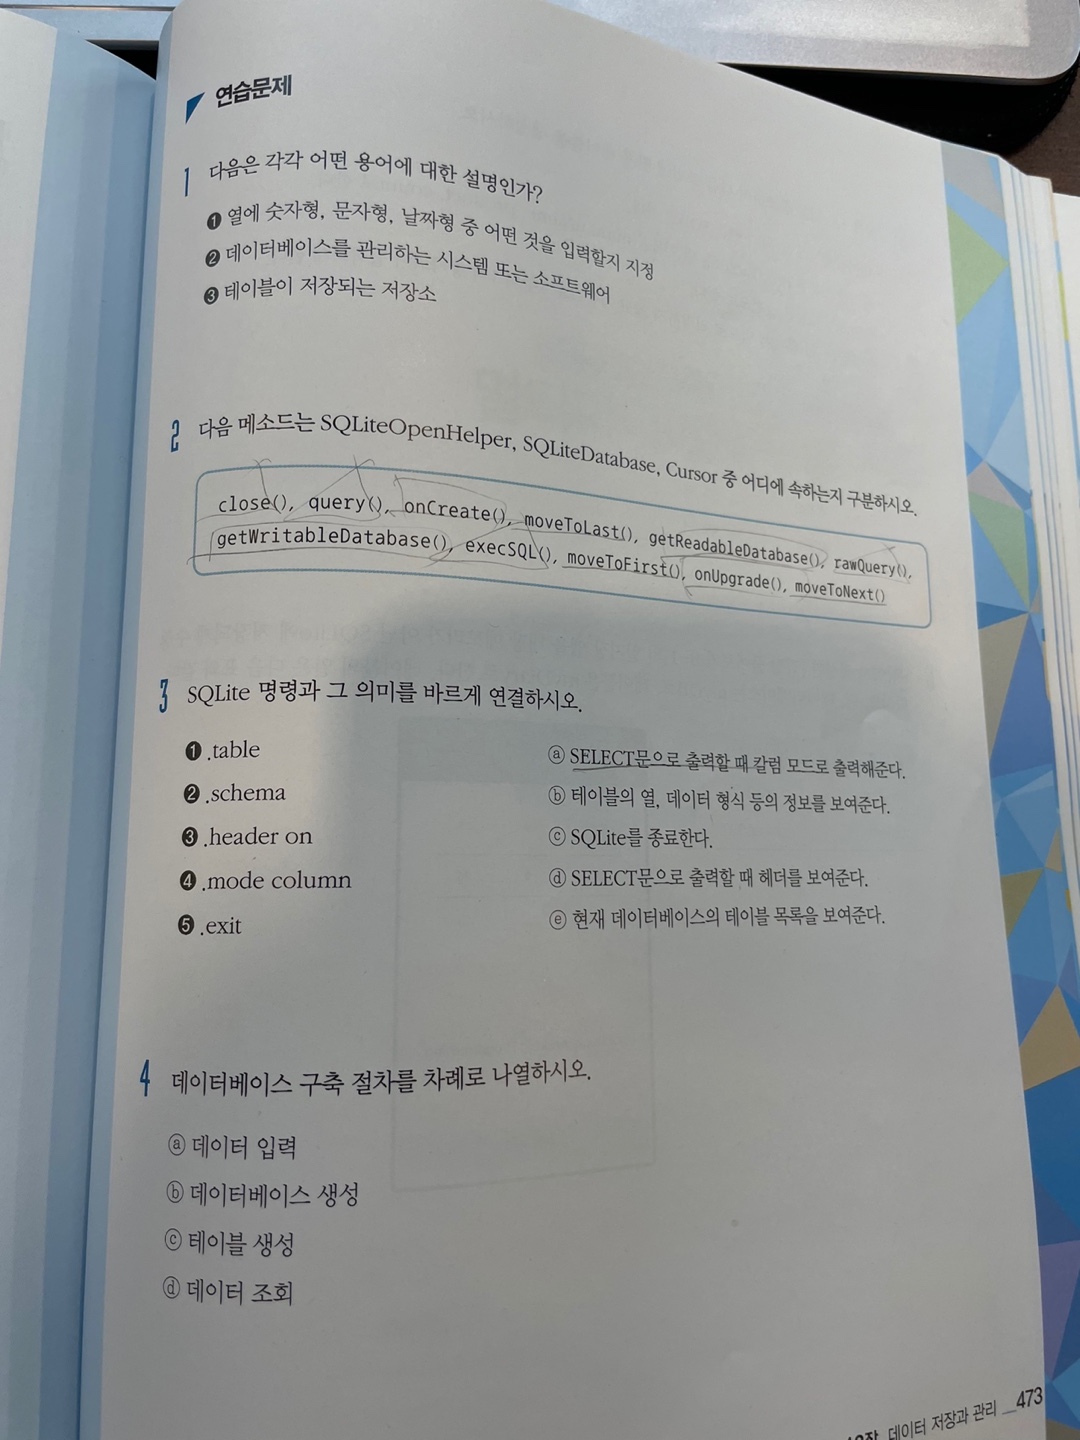 연습문제
1 다음은 각각 어떤 용어에 대한 설명인가?
❶ 열에 숫자형, 문자형, 날짜형 중 어떤 것을 입력할지 지정
❷ 데이터베이스를 관리하는 시스템 또는 소프트웨어
❸ 테이블이 저장되는 저장소
2 다음 메소드는 SQLiteOpenHelper, SQLiteDatabase, Cursor 중 어디에 속하는지 구분하시오.
close(), query(), onCreate(), moveToLast(), getReadableDatabase(), rawQuery(),
getWritableDatabase(), execSQL(), moveToFirst(), onUpgrade(), moveToNext()
3 SQLite 명령과 그 의미를 바르게 연결하시오.
❶ .table ⓐ SELECT문으로 출력할 때 칼럼 모드로 출력해준다.
❷ .schema ⓑ 테이블의 열, 데이터 형식 등의 정보를 보여준다.
❸ .header on ⓒ SQLite를 종료한다.
❹ .mode column ⓓ SELECT문으로 출력할 때 헤더를 보여준다.
❺ .exit ⓔ 현재 데이터베이스의 테이블 목록을 보여준다.
4 데이터베이스 구축 절차를 차례로 나열하시오.
ⓐ 데이터 입력
ⓑ 데이터베이스 생성
ⓒ 테이블 생성
ⓓ 데이터 조회
데이터 저장과 관리 _473